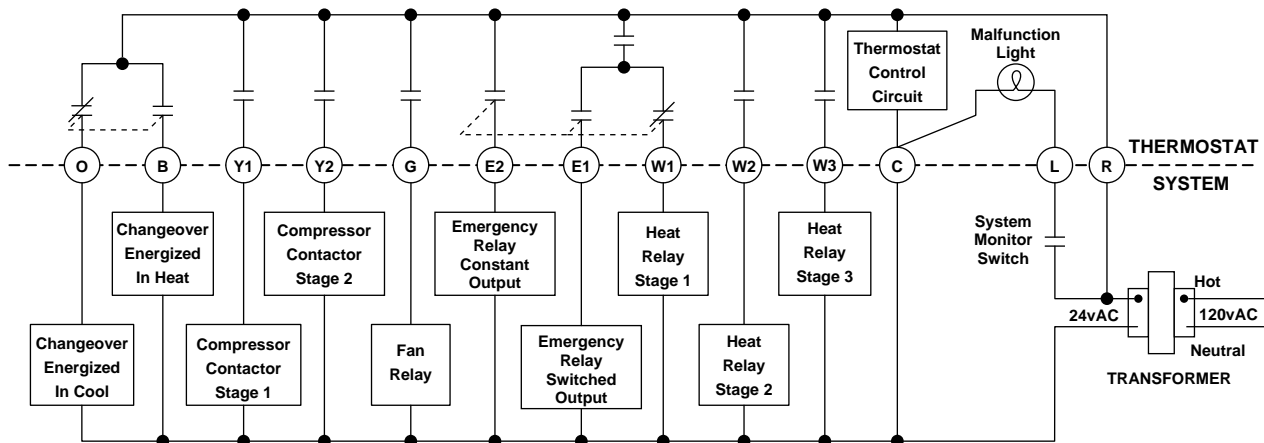 Thermostat
Control
Circuit
Malfunction
Light
O
B
Y1
Y2
G
E2
E1
W1
W2
W3
C
L
R
THERMOSTAT
SYSTEM
Changeover
Energized
In Heat
Compressor
Contactor
Stage 2
Emergency
Relay
Constant
Output
Heat
Relay
Stage 1
Heat
Relay
Stage 3
System
Monitor
Switch
Changeover
Energized
In Cool
Compressor
Contactor
Stage 1
Fan
Relay
Emergency
Relay
Switched
Output
Heat
Relay
Stage 2
Hot
24vAC
120vAC
Neutral
TRANSFORMER